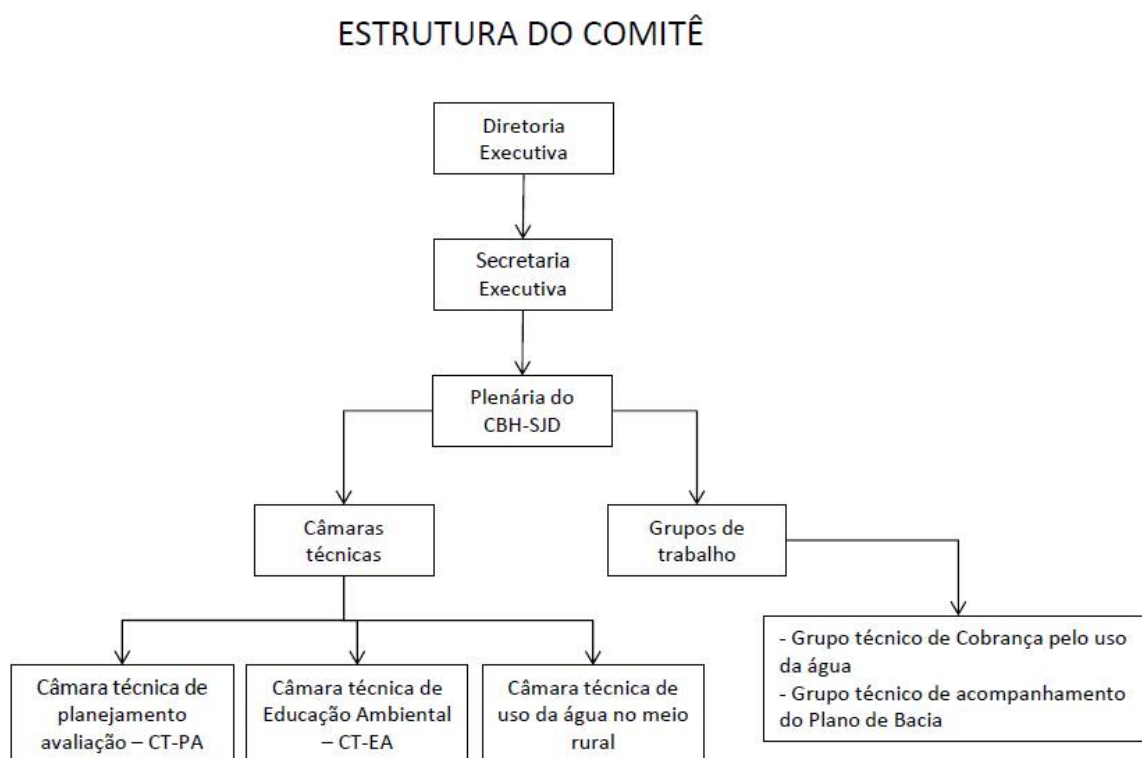 ESTRUTURA DO COMITÊ
Diretoria
Executiva
Secretaria
Executiva
Plenária do
CBH-SJD
Câmaras
técnicas
Grupos de
trabalho
- Grupo técnico de Cobrança pelo uso
da água
- Grupo técnico de acompanhamento
do Plano de Bacia
Câmara técnica de
planejamento
avaliação – CT-PA
Câmara técnica de
Educação Ambiental
– CT-EA
Câmara técnica de
uso da água no meio
rural